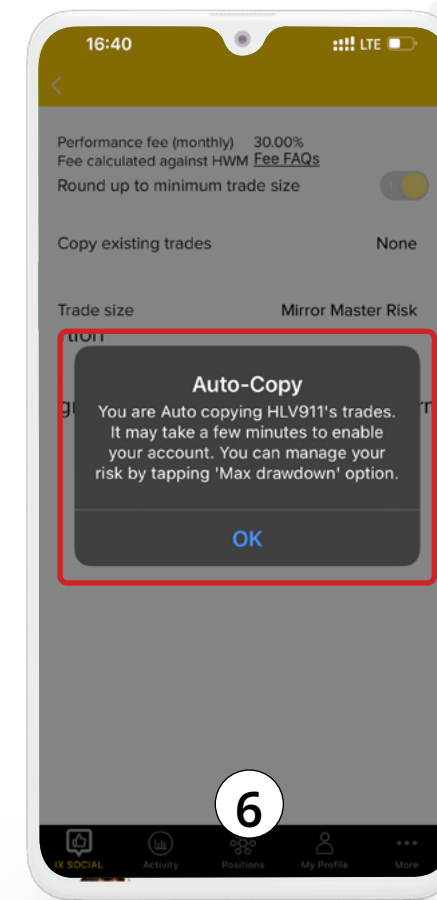 16:40 LTE
Performance fee (monthly) 30.00%
Fee calculated against HWM Fee FAQs
Round up to minimum trade size
Copy existing trades None
Trade size Mirror Master Risk
Auto-Copy
You are Auto copying HLV911's trades.
It may take a few minutes to enable
your account. You can manage your
risk by tapping 'Max drawdown' option.
OK
6
IX SOCIAL Activity Positions My Profile More